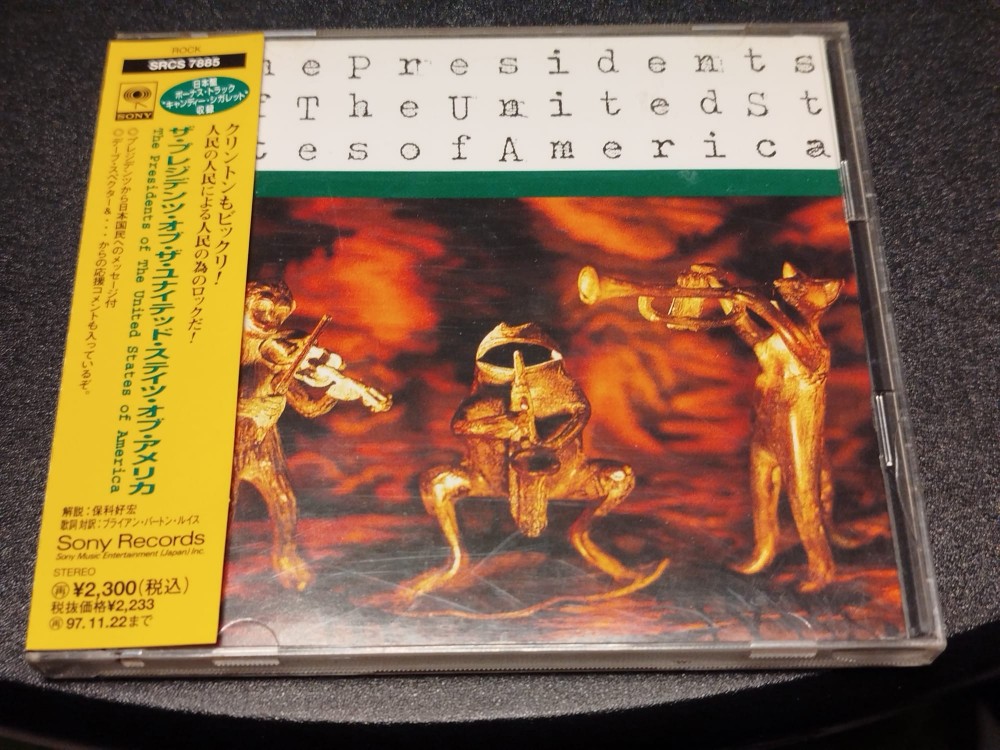 ROCK
SRCS 7885
SONY
日本盤
ボーナス・トラック
"キャンディー・シガレット"
収録
クリントンもビックリ!
人民の人民による人民の為のロックだ!
ザ・プレジデンツ・オブ・ザ・ユナイテッド・ステイツ・オブ・アメリカ
The Presidents of The United States of America
◎プレジデンツから日本国民へのメッセージ付
◎デーブ・スペクター&・・・からの応援コメントも入っているぞ。
解説:保科好宏
歌詞対訳:ブライアン・バートン・ルイス
Sony Records
Sony Music Entertainment (Japan) Inc.
STEREO
再 ¥2,300(税込)
税抜価格¥2,233
再 97.11.22まで
ePresidents
TheUnitedSt
tesofAmerica